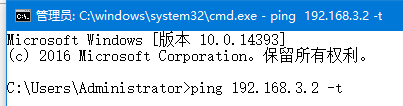 管理员: C:\windows\system32\cmd.exe - ping  192.168.3.2 -t
Microsoft Windows [版本 10.0.14393]
(c) 2016 Microsoft Corporation。保留所有权利。
C:\Users\Administrator>ping 192.168.3.2 -t